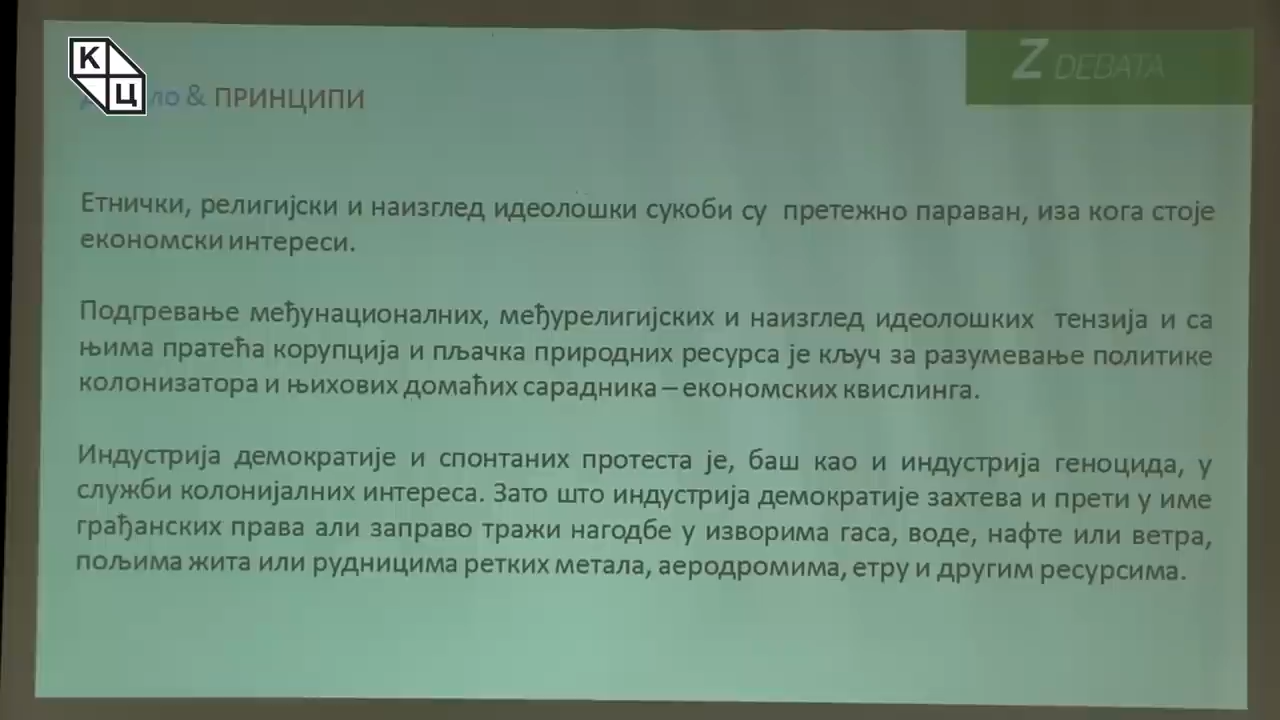 К
Ц
Z DEBATA
& ПРИНЦИПИ
Етнички, религијски и наизглед идеолошки сукоби су претежно параван, иза кога стоје
економски интереси.
Подгревање међунационалних, међурелигијских и наизглед идеолошких тензија и са
њима пратећа корупција и пљачка природних ресурса је кључ за разумевање политике
колонизатора и њихових домаћих сарадника – економских квислинга.
Индустрија демократије и спонтаних протеста је, баш као и индустрија геноцида, у
служби колонијалних интереса. Зато што индустрија демократије захтева и прети у име
грађанских права али заправо тражи нагодбе у изворима гаса, воде, нафте или ветра,
пољима жита или рудницима ретких метала, аеродромима, етру и другим ресурсима.